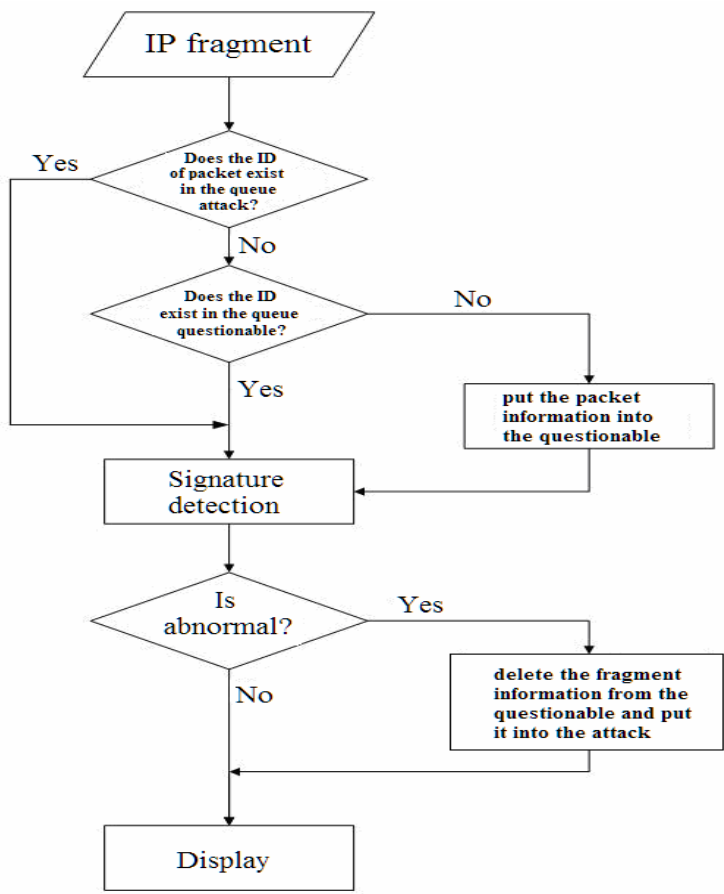 IP fragment
Does the ID
of packet exist
in the queue
attack?
Yes
No
Does the ID
exist in the queue
questionable?
No
Yes
put the packet
information into
the questionable
Signature
detection
Is
abnormal?
Yes
No
delete the fragment
information from the
questionable and put
it into the attack
Display